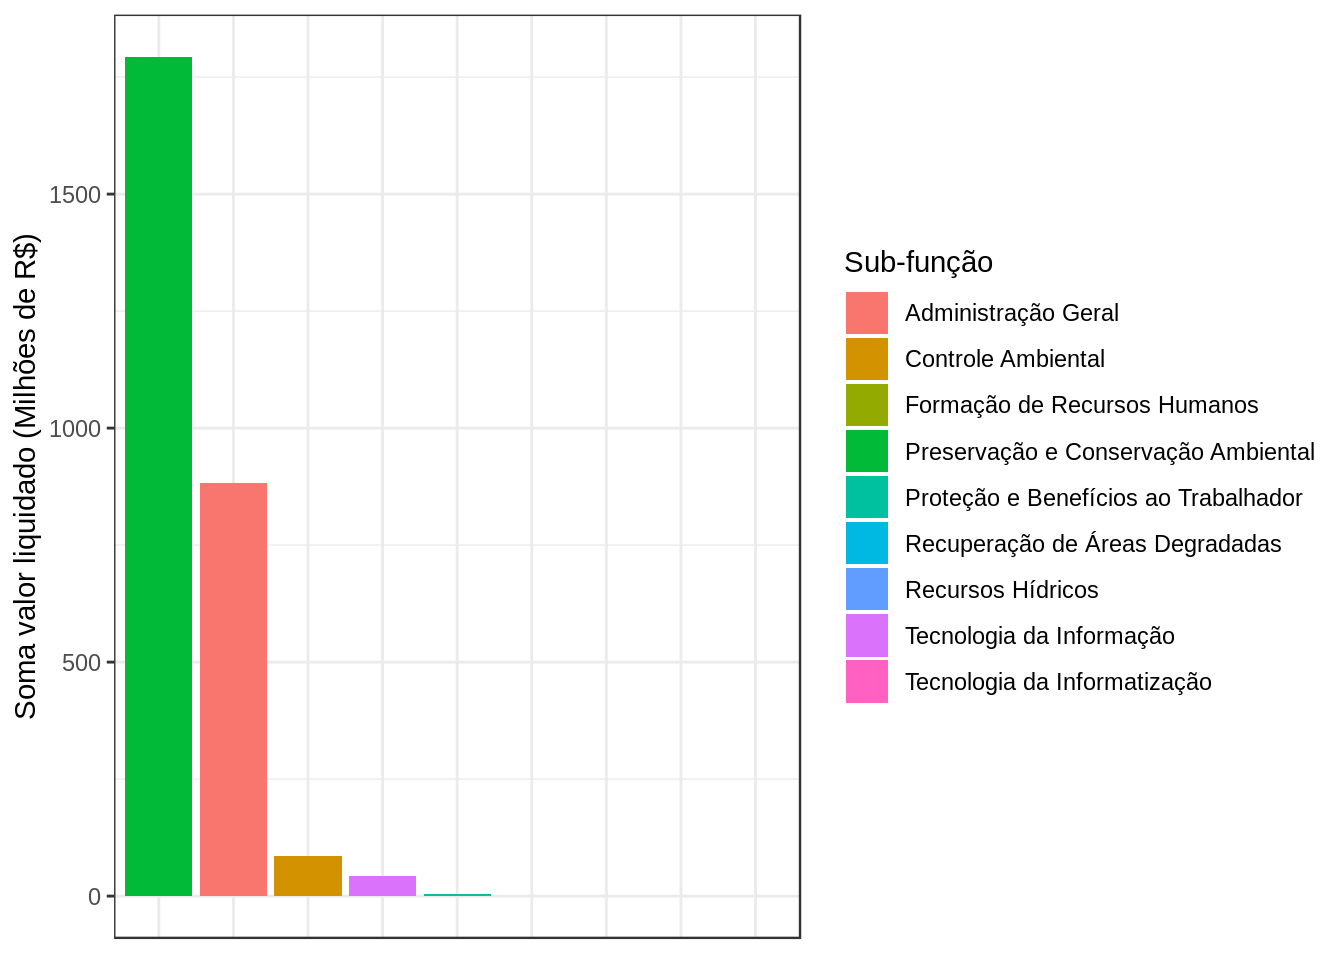 Soma valor liquidado (Milhões de R$)
1500
1000
500
0
Sub-função
Administração Geral
Controle Ambiental
Formação de Recursos Humanos
Preservação e Conservação Ambiental
Proteção e Benefícios ao Trabalhador
Recuperação de Áreas Degradadas
Recursos Hídricos
Tecnologia da Informação
Tecnologia da Informatização